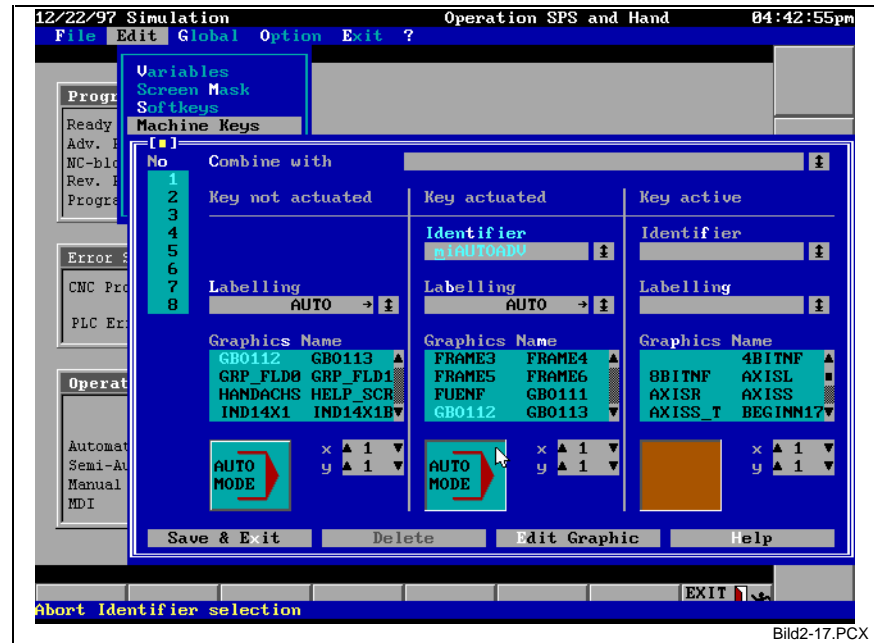 12/22/97 Simulation Operation SPS and Hand 04:42:55pm
File Edit Global Option Exit ?
Variables
Screen Mask
Softkeys
Machine Keys
Progr
Ready
Adv.
NC-blo
Rev.
Progra
Error S
CNC Pro
PLC Er
Operat
Automat
Semi-Au
Manual
MDI
No Combine with
1
2
3
4
5
6
7
8
Key not actuated Key actuated Key active
Identifier Identifier
miAUTOADV
Labelling Labelling Labelling
AUTO → AUTO →
Graphics Name Graphics Name Graphics Name
GB0112 GB0113 FRAME3 FRAME4 4BITNF
GRP_FLD0 GRP_FLD1 FRAME5 FRAME6 8BITNF AXISL
HANDACHS HELP_SCR FUENF GB0111 AXISR AXISS
IND14X1 IND14X1B GB0112 GB0113 AXISS_T BEGINN17
AUTO MODE x 1 AUTO MODE x 1 x 1
y 1 y 1 y 1
Save & Exit Delete Edit Graphic Help
EXIT
Abort Identifier selection
Bild2-17.PCX